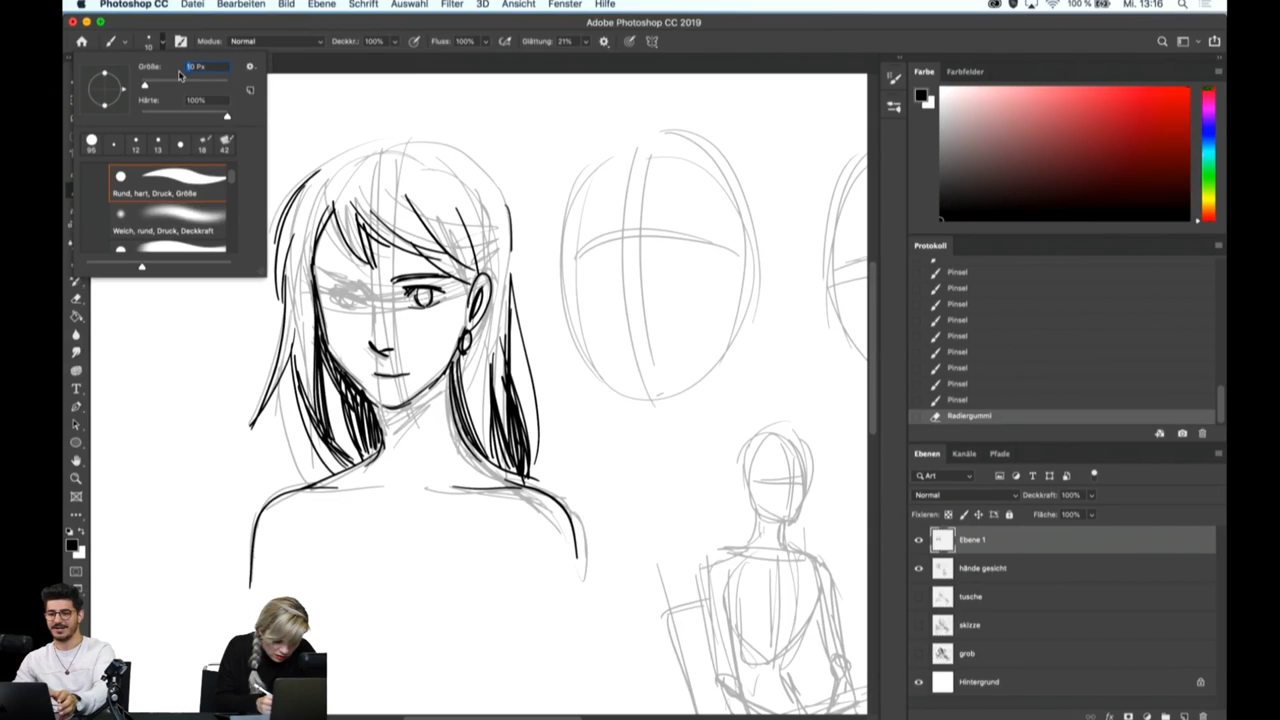 Photoshop CC Datei Bearbeiten Bild Ebene Schrift Auswahl Filter 3D Ansicht Fenster Hilfe 100 % Mi. 13:16
Adobe Photoshop CC 2019
10 Modus: Normal Deckkr.: 100% Fluss: 100% Glättung: 21%
Größe: 10 Px
Härte: 100%
95 12 13 18 42
Rund, hart, Druck, Größe
Weich, rund, Druck, Deckkraft
Farbe Farbfelder
Protokoll
Pinsel
Pinsel
Pinsel
Pinsel
Pinsel
Pinsel
Pinsel
Pinsel
Pinsel
Radiergummi
Ebenen Kanäle Pfade
Art
Normal Deckkraft: 100%
Fixieren: Fläche: 100%
Ebene 1
hände gesicht
tusche
skizze
grob
Hintergrund
fx